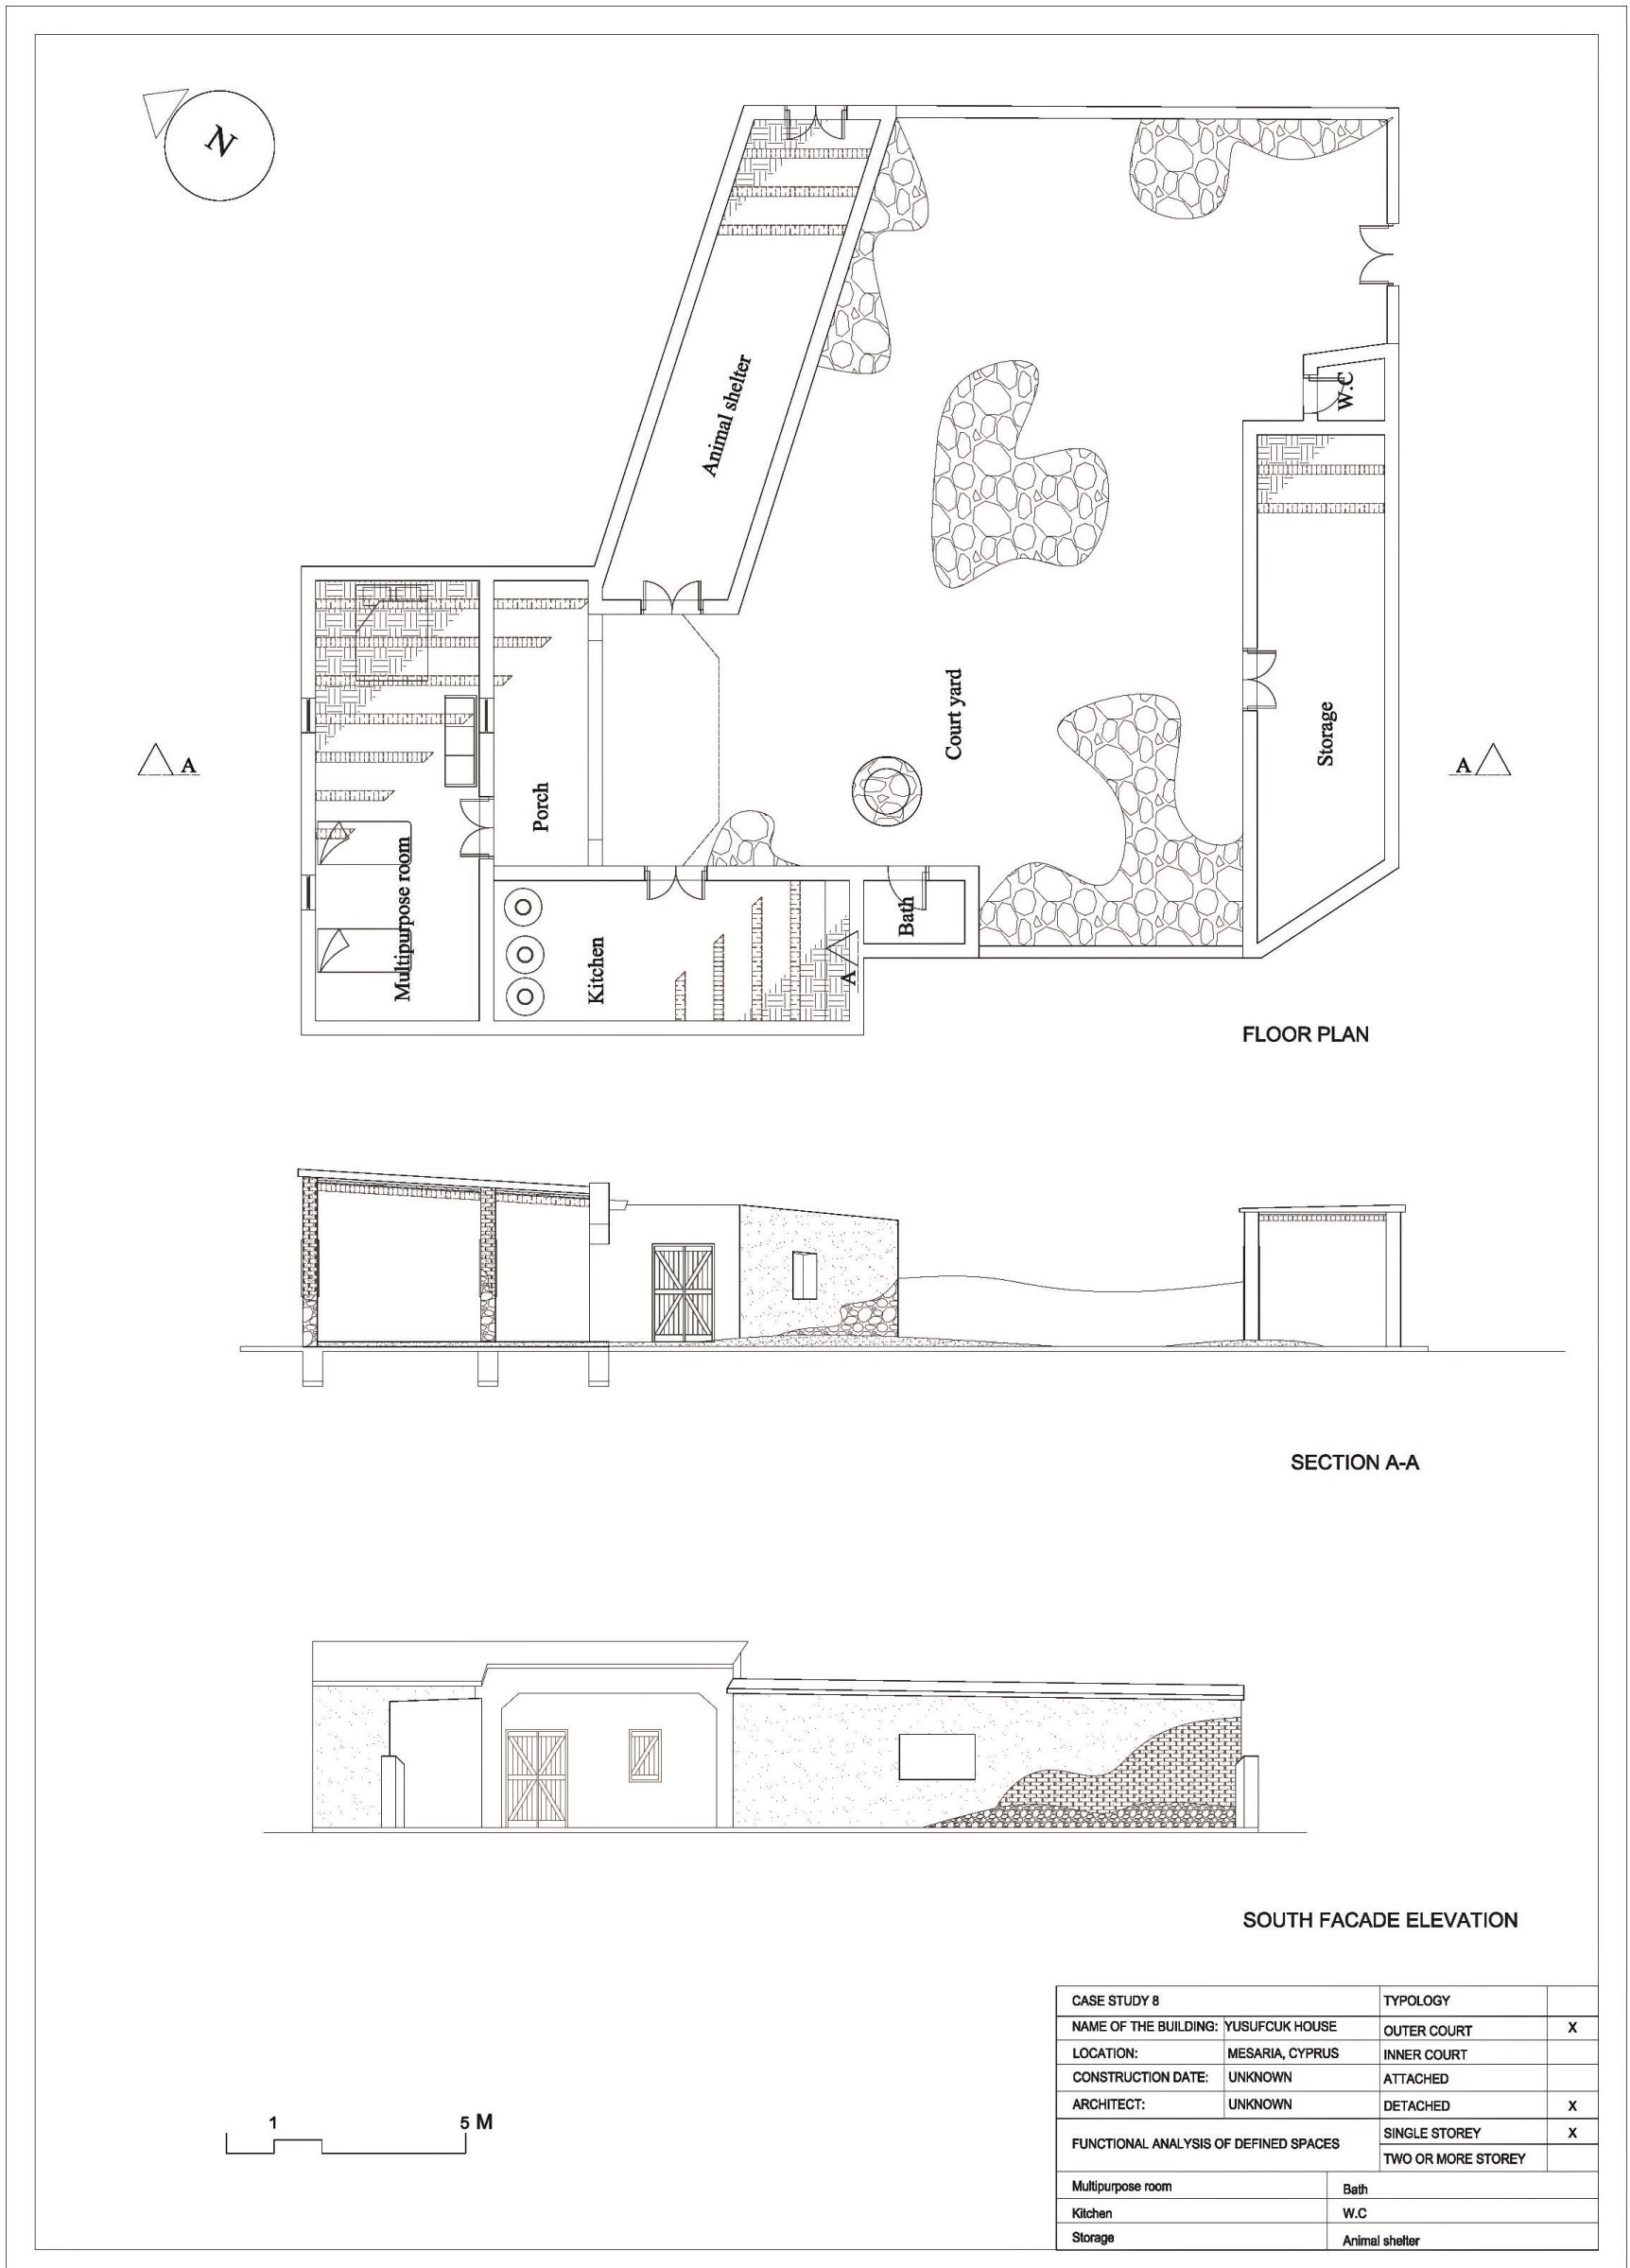 N
Animal shelter
W.C
Court yard
Storage
A
A
Porch
Multipurpose room
Kitchen
Bath
A
FLOOR PLAN
SECTION A-A
SOUTH FACADE ELEVATION
1 5 M
CASE STUDY 8 TYPOLOGY
NAME OF THE BUILDING: YUSUFCUK HOUSE OUTER COURT X
LOCATION: MESARIA, CYPRUS INNER COURT
CONSTRUCTION DATE: UNKNOWN ATTACHED
ARCHITECT: UNKNOWN DETACHED X
FUNCTIONAL ANALYSIS OF DEFINED SPACES SINGLE STOREY X
TWO OR MORE STOREY
Multipurpose room Bath
Kitchen W.C
Storage Animal shelter